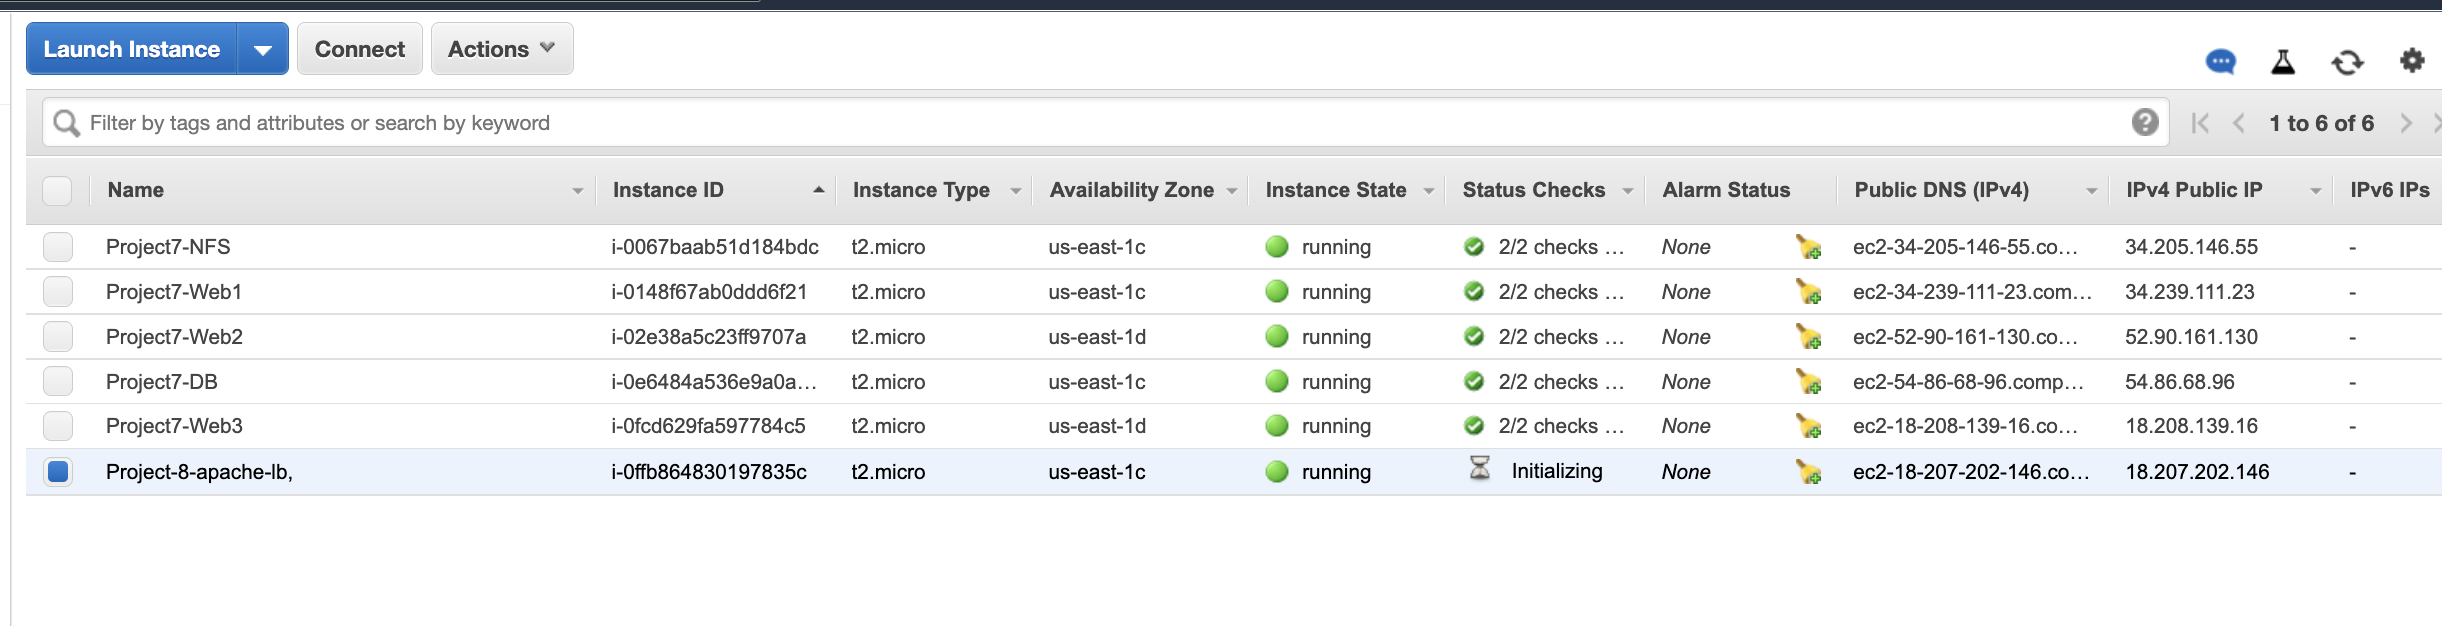 Launch Instance Connect Actions
Filter by tags and attributes or search by keyword 1 to 6 of 6
Name Instance ID Instance Type Availability Zone Instance State Status Checks Alarm Status Public DNS (IPv4) IPv4 Public IP IPv6 IPs
Project7-NFS i-0067baab51d184bdc t2.micro us-east-1c running 2/2 checks ... None ec2-34-205-146-55.co... 34.205.146.55 -
Project7-Web1 i-0148f67ab0ddd6f21 t2.micro us-east-1c running 2/2 checks ... None ec2-34-239-111-23.com... 34.239.111.23 -
Project7-Web2 i-02e38a5c23ff9707a t2.micro us-east-1d running 2/2 checks ... None ec2-52-90-161-130.co... 52.90.161.130 -
Project7-DB i-0e6484a536e9a0a... t2.micro us-east-1c running 2/2 checks ... None ec2-54-86-68-96.comp... 54.86.68.96 -
Project7-Web3 i-0fcd629fa597784c5 t2.micro us-east-1d running 2/2 checks ... None ec2-18-208-139-16.co... 18.208.139.16 -
Project-8-apache-lb, i-0ffb864830197835c t2.micro us-east-1c running Initializing None ec2-18-207-202-146.co... 18.207.202.146 -